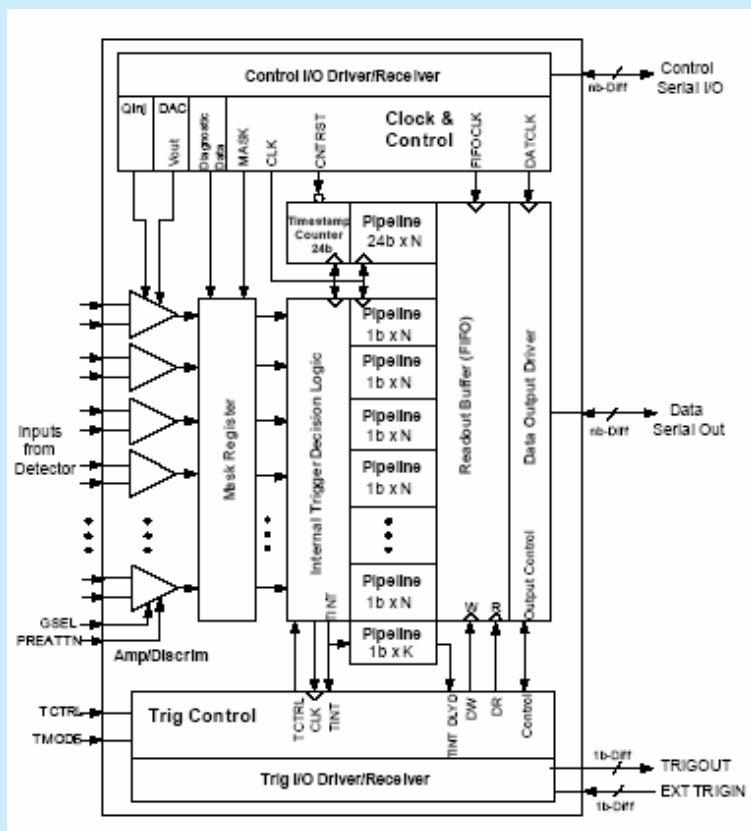 Control I/O Driver/Receiver
nb-Diff
Control
Serial I/O
QInj
DAC
Vout
Diagnostic
Data
MASK
CLK
Clock &
Control
CNTRST
FIFOCLK
DATCLK
Timestamp
Counter
24b
Pipeline
24b x N
Inputs
from
Detector
Mask Register
Internal Trigger Decision Logic
TINT
Pipeline
1b x N
Pipeline
1b x N
Pipeline
1b x N
Pipeline
1b x N
Pipeline
1b x N
Pipeline
1b x K
Readout Buffer (FIFO)
W
R
Data Output Driver
Output Control
nb-Diff
Data
Serial Out
GSEL
PREATTN
Amp/Discrim
TCTRL
TMODE
Trig Control
TCTRL
CLK
TINT
TINT DLYD
DW
DR
Control
Trig I/O Driver/Receiver
1b-Diff
TRIGOUT
EXT TRIGIN
1b-Diff